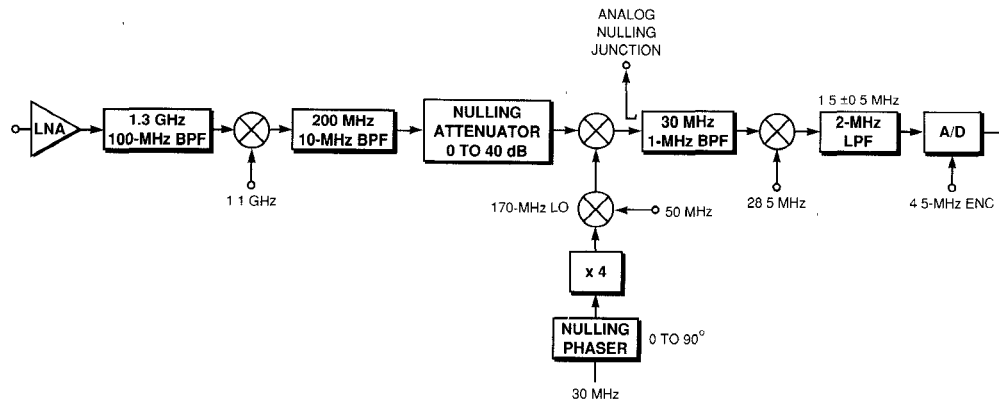 ANALOG
NULLING
JUNCTION
LNA
1.3 GHz
100-MHz BPF
200 MHz
10-MHz BPF
NULLING
ATTENUATOR
0 TO 40 dB
30 MHz
1-MHz BPF
1 5 ±0 5 MHz
2-MHz
LPF
A/D
1 1 GHz
170-MHz LO
50 MHz
28 5 MHz
4 5-MHz ENC
x 4
NULLING
PHASER
0 TO 90°
30 MHz